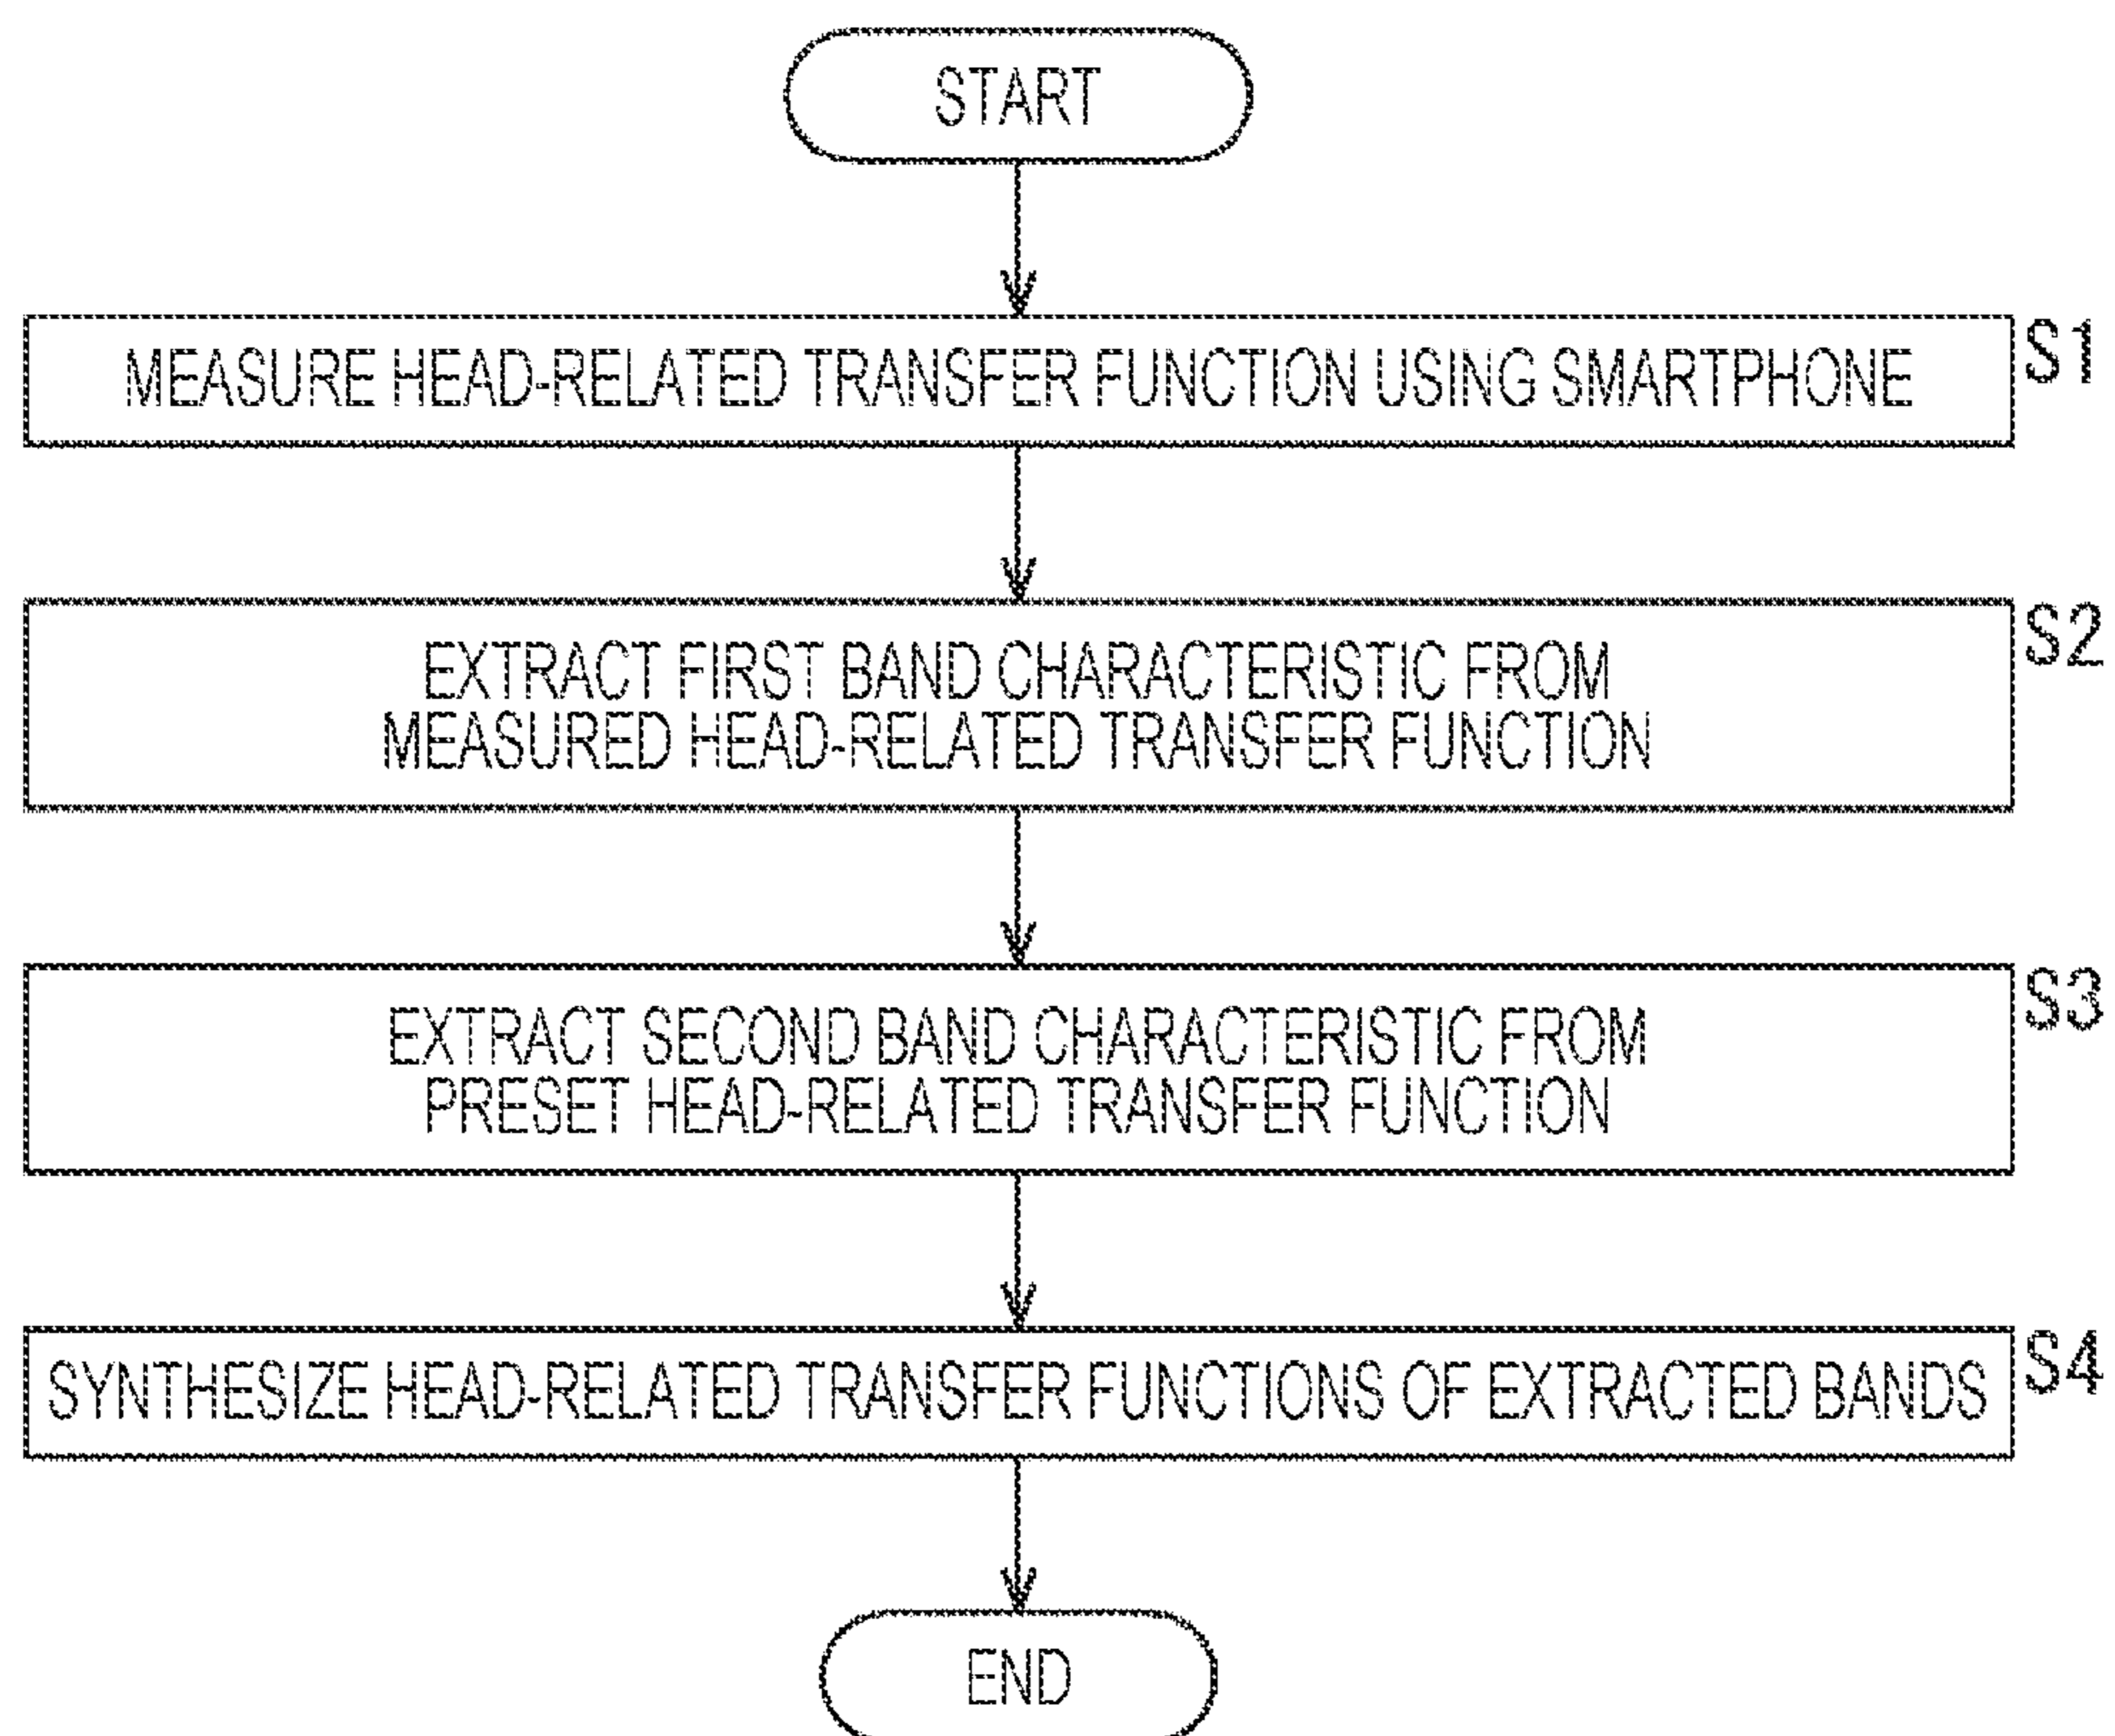 START
MEASURE HEAD-RELATED TRANSFER FUNCTION USING SMARTPHONE
S1
EXTRACT FIRST BAND CHARACTERISTIC FROM
MEASURED HEAD-RELATED TRANSFER FUNCTION
S2
EXTRACT SECOND BAND CHARACTERISTIC FROM
PRESET HEAD-RELATED TRANSFER FUNCTION
S3
SYNTHESIZE HEAD-RELATED TRANSFER FUNCTIONS OF EXTRACTED BANDS
S4
END